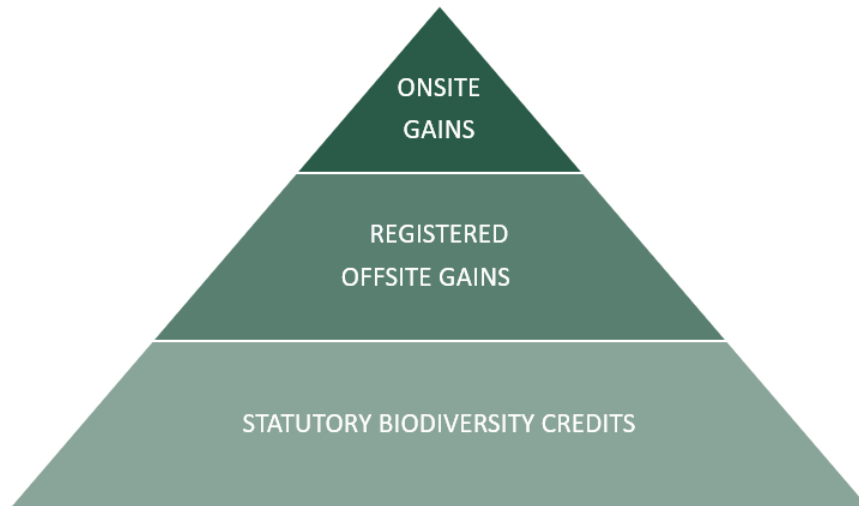 ONSITE
GAINS
REGISTERED
OFFSITE GAINS
STATUTORY BIODIVERSITY CREDITS